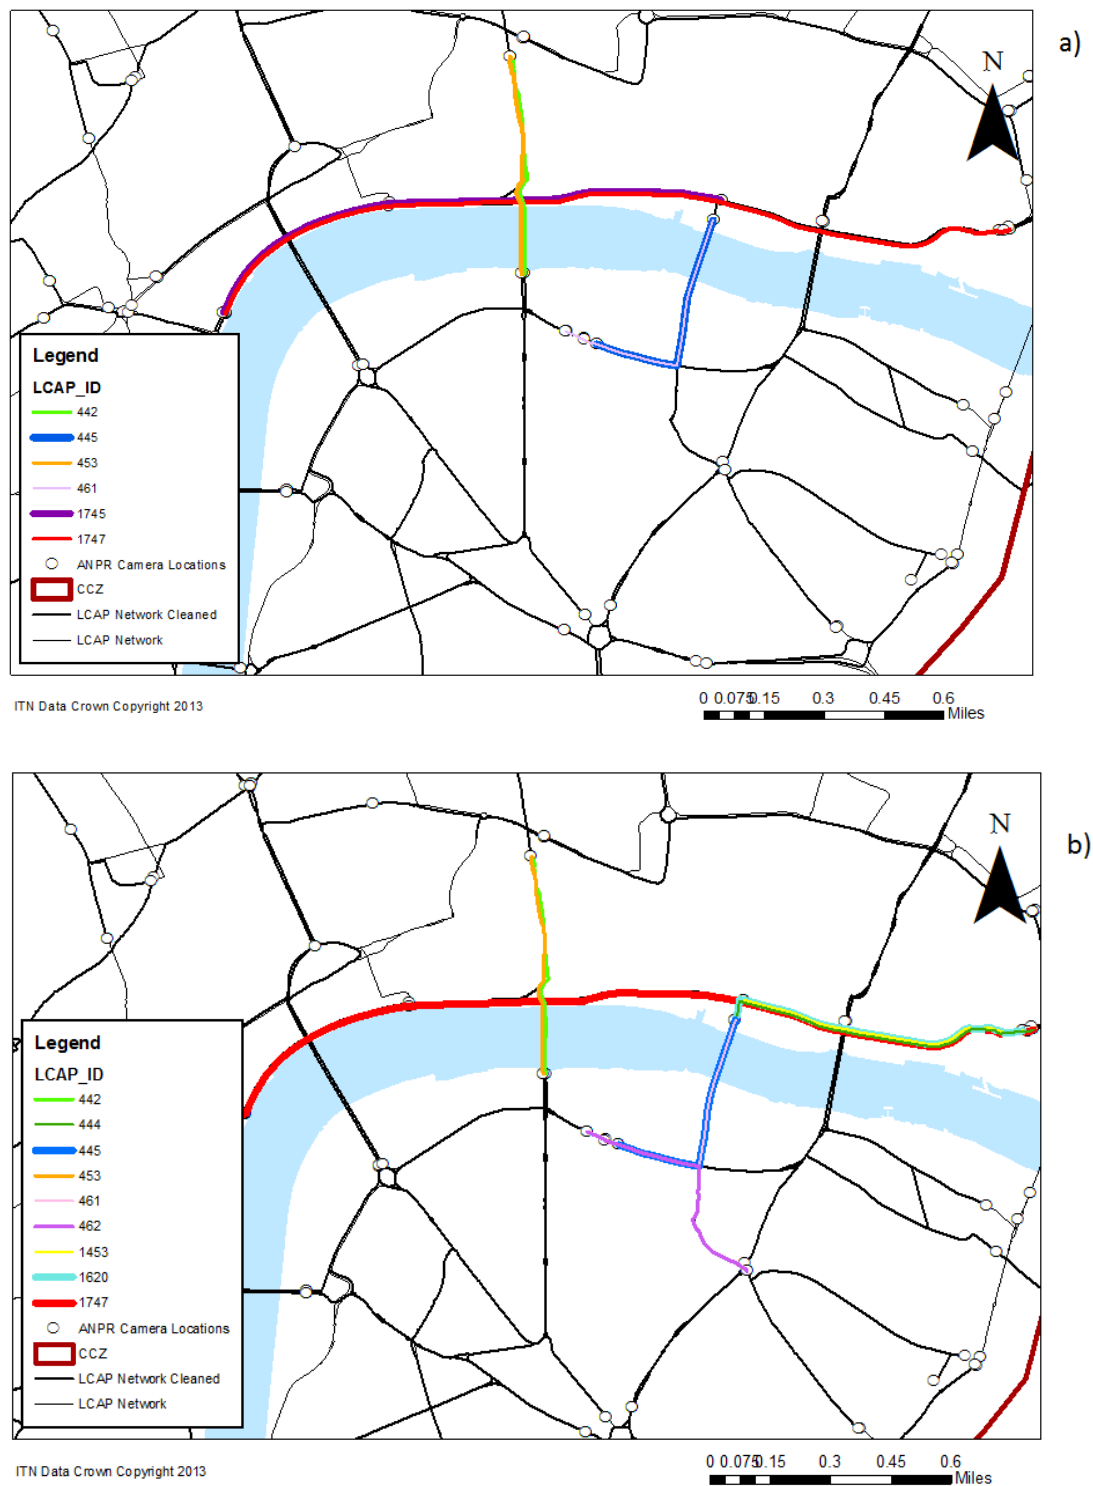 a)
N
Legend
LCAP_ID
442
445
453
461
1745
1747
ANPR Camera Locations
CCZ
LCAP Network Cleaned
LCAP Network
ITN Data Crown Copyright 2013
0 0.075 0.15 0.3 0.45 0.6
Miles
b)
N
Legend
LCAP_ID
442
444
445
453
461
462
1453
1620
1747
ANPR Camera Locations
CCZ
LCAP Network Cleaned
LCAP Network
ITN Data Crown Copyright 2013
0 0.075 0.15 0.3 0.45 0.6
Miles